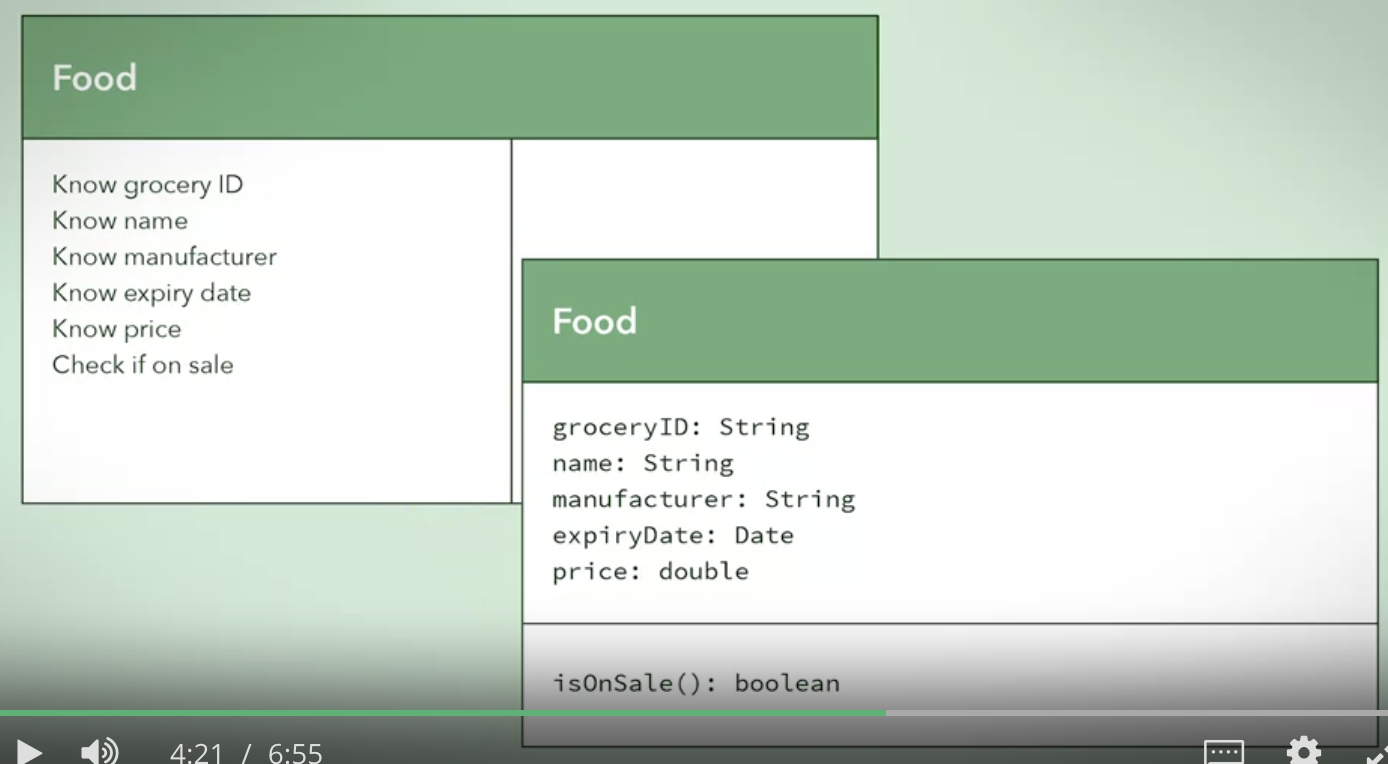 Food
Know grocery ID
Know name
Know manufacturer
Know expiry date
Know price
Check if on sale
Food
groceryID: String
name: String
manufacturer: String
expiryDate: Date
price: double
isOnSale(): boolean
4:21 / 6:55